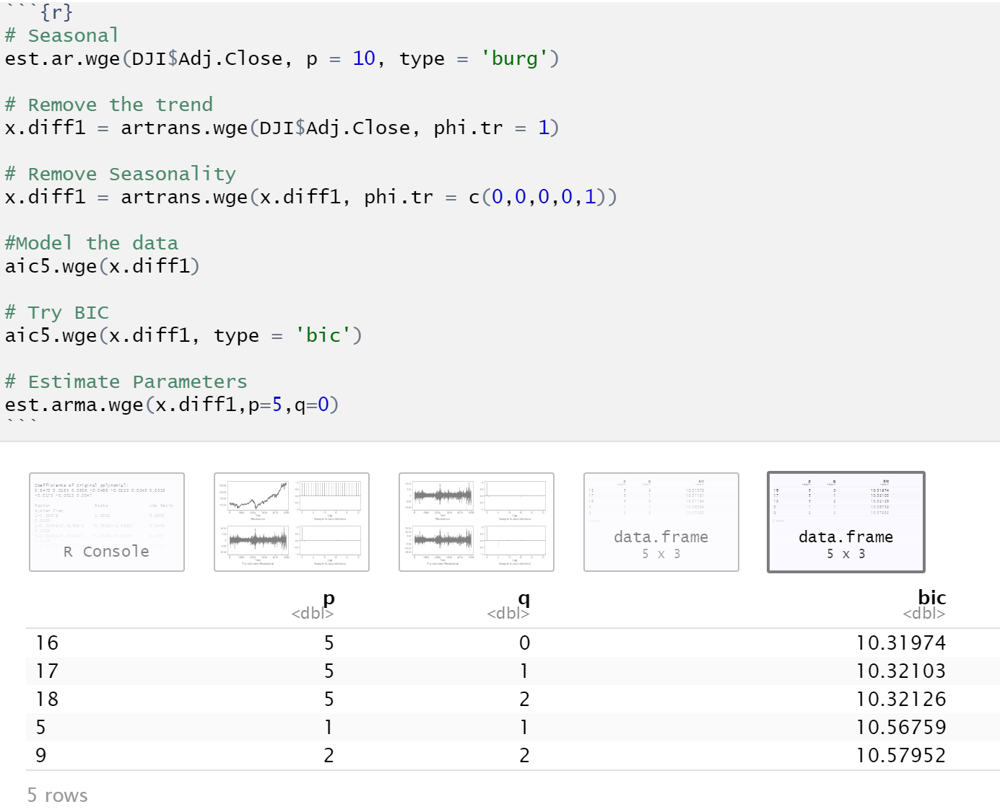 ```{r}
# Seasonal
est.ar.wge(DJI$Adj.Close, p = 10, type = 'burg')
# Remove the trend
x.diff1 = artrans.wge(DJI$Adj.Close, phi.tr = 1)
# Remove Seasonality
x.diff1 = artrans.wge(x.diff1, phi.tr = c(0,0,0,0,1))
#Model the data
aic5.wge(x.diff1)
# Try BIC
aic5.wge(x.diff1, type = 'bic')
# Estimate Parameters
est.arma.wge(x.diff1,p=5,q=0)
```
Coefficients of Original polynomial:
R Console
data.frame
5 x 3
data.frame
5 x 3
p q bic
<dbl> <dbl> <dbl>
16 5 0 10.31974
17 5 1 10.32103
18 5 2 10.32126
5 1 1 10.56759
9 2 2 10.57952
5 rows